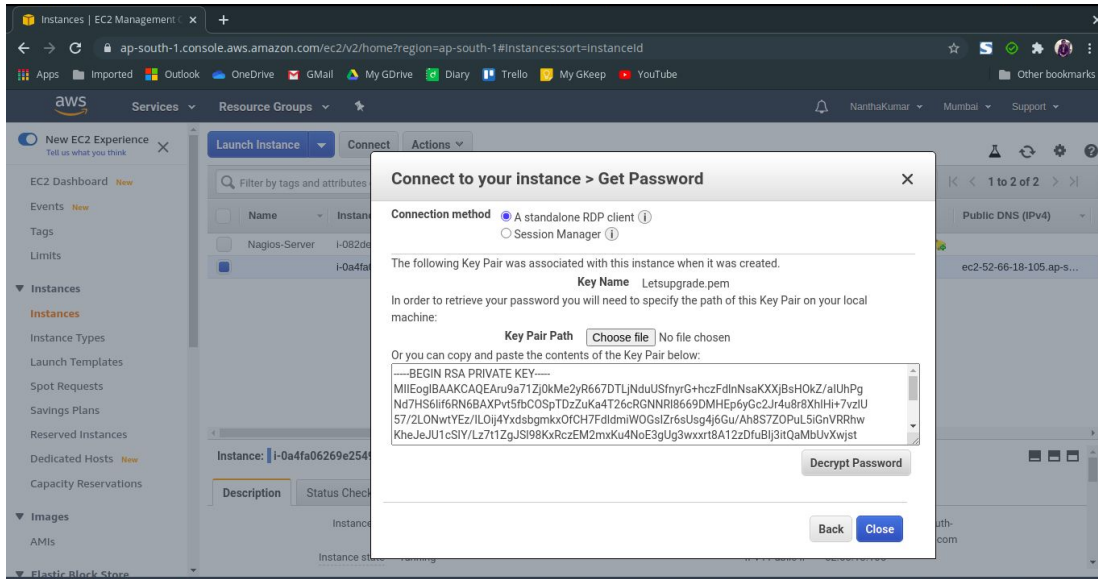 Instances | EC2 Management C
ap-south-1.console.aws.amazon.com/ec2/v2/home?region=ap-south-1#Instances:sort=instanceId
Apps Imported Outlook OneDrive GMail My GDrive Diary Trello My GKeep YouTube Other bookmarks
aws Services Resource Groups NanthaKumar Mumbai Support
New EC2 Experience
Tell us what you think
Launch Instance Connect Actions
EC2 Dashboard New
Events New
Tags
Limits
Instances
Instances
Instance Types
Launch Templates
Spot Requests
Savings Plans
Reserved Instances
Dedicated Hosts New
Capacity Reservations
Images
AMIs
Elastic Block Store
Filter by tags and attributes
1 to 2 of 2
Name Public DNS (IPv4)
Nagios-Server i-082de
i-0a4fa ec2-52-66-18-105.ap-s...
Connect to your instance > Get Password
Connection method A standalone RDP client
Session Manager
The following Key Pair was associated with this instance when it was created.
Key Name Letsupgrade.pem
In order to retrieve your password you will need to specify the path of this Key Pair on your local
machine:
Key Pair Path Choose file No file chosen
Or you can copy and paste the contents of the Key Pair below:
-----BEGIN RSA PRIVATE KEY-----
Decrypt Password
Back Close
Instance: i-0a4fa06269e2549
Description Status Check
Instance
Instance state running